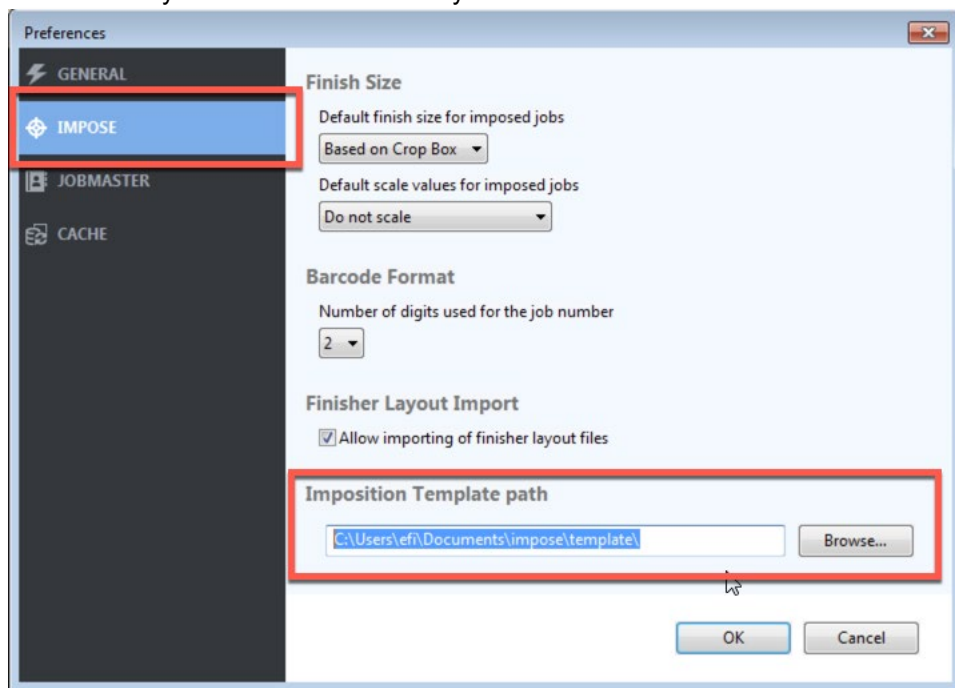 Preferences
GENERAL
IMPOSE
JOBMASTER
CACHE
Finish Size
Default finish size for imposed jobs
Based on Crop Box
Default scale values for imposed jobs
Do not scale
Barcode Format
Number of digits used for the job number
2
Finisher Layout Import
Allow importing of finisher layout files
Imposition Template path
C:\Users\efi\Documents\impose\template\
Browse...
OK
Cancel